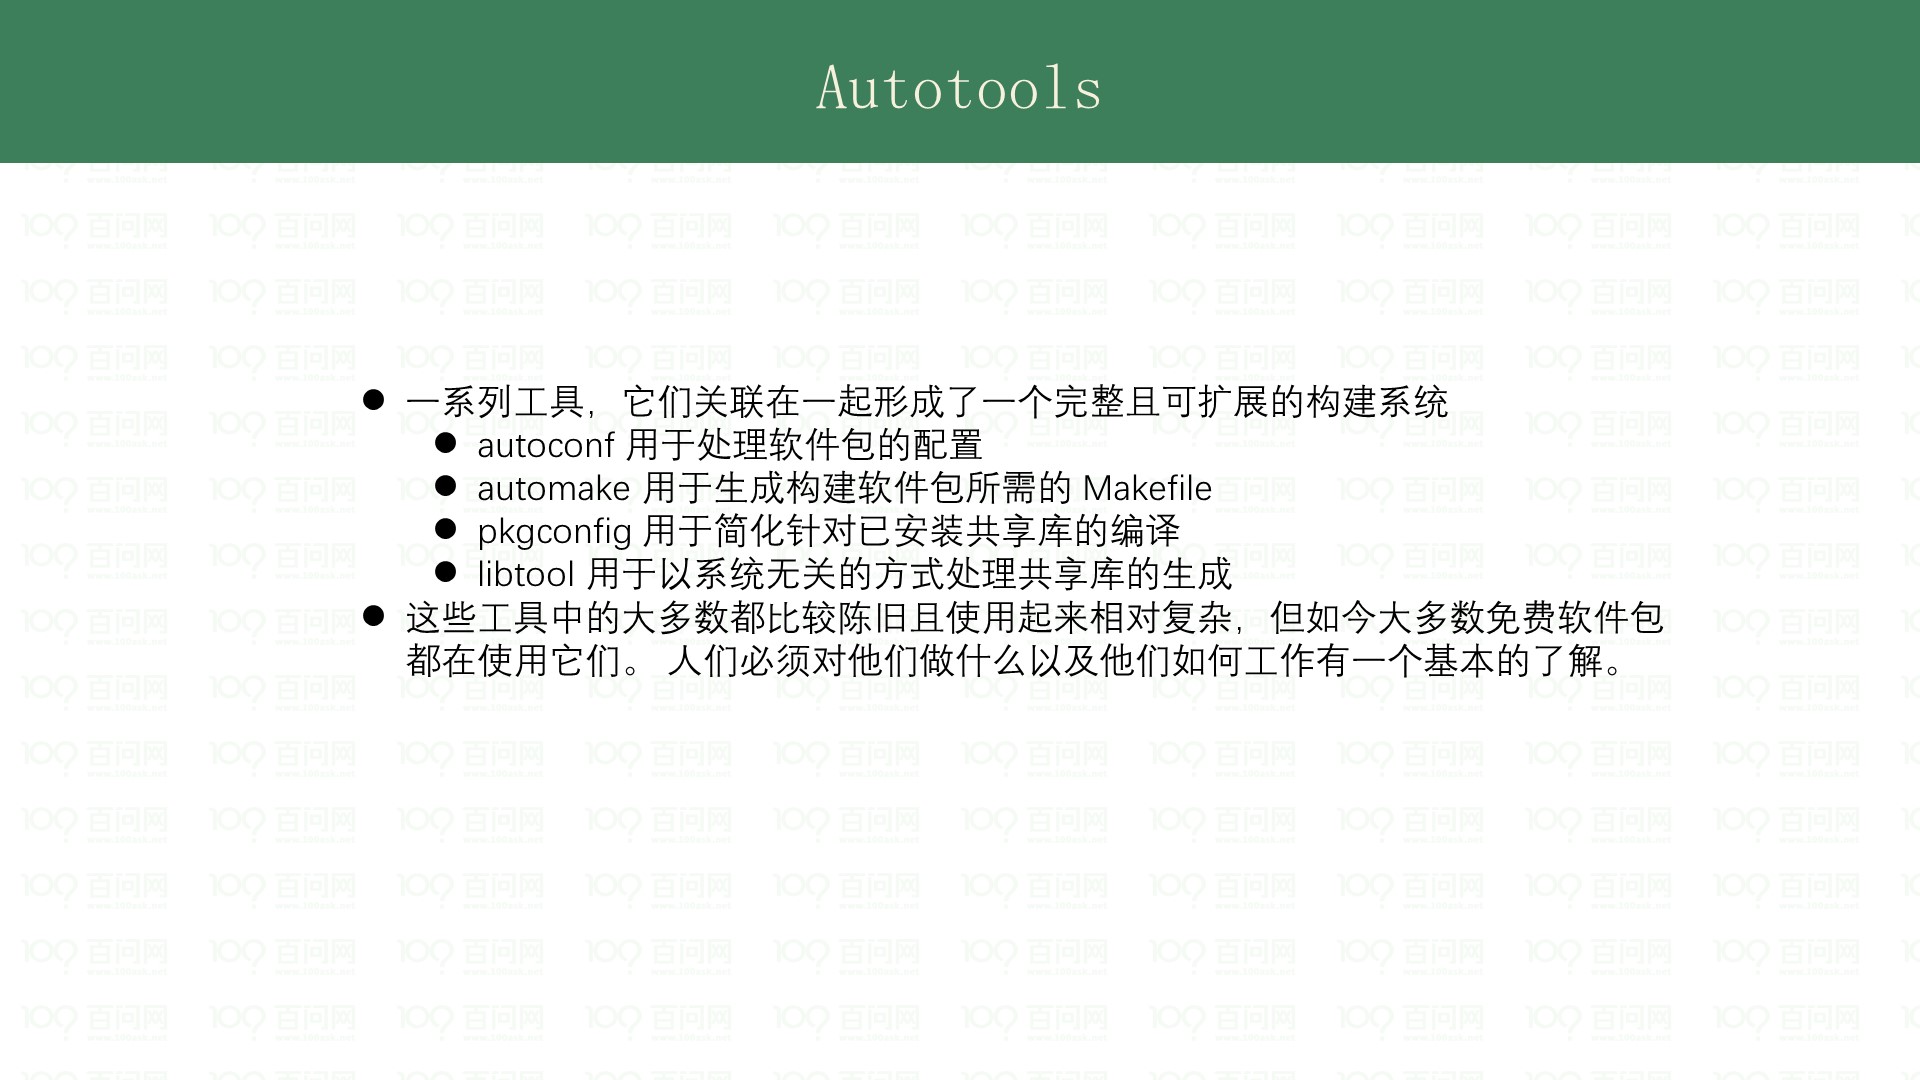 Autotools
一系列工具，它们关联在一起形成了一个完整且可扩展的构建系统
autoconf 用于处理软件包的配置
automake 用于生成构建软件包所需的 Makefile
pkgconfig 用于简化针对已安装共享库的编译
libtool 用于以系统无关的方式处理共享库的生成
这些工具中的大多数都比较陈旧且使用起来相对复杂，但如今大多数免费软件包
都在使用它们。 人们必须对他们做什么以及他们如何工作有一个基本的了解。
百问网
www.100ask.net